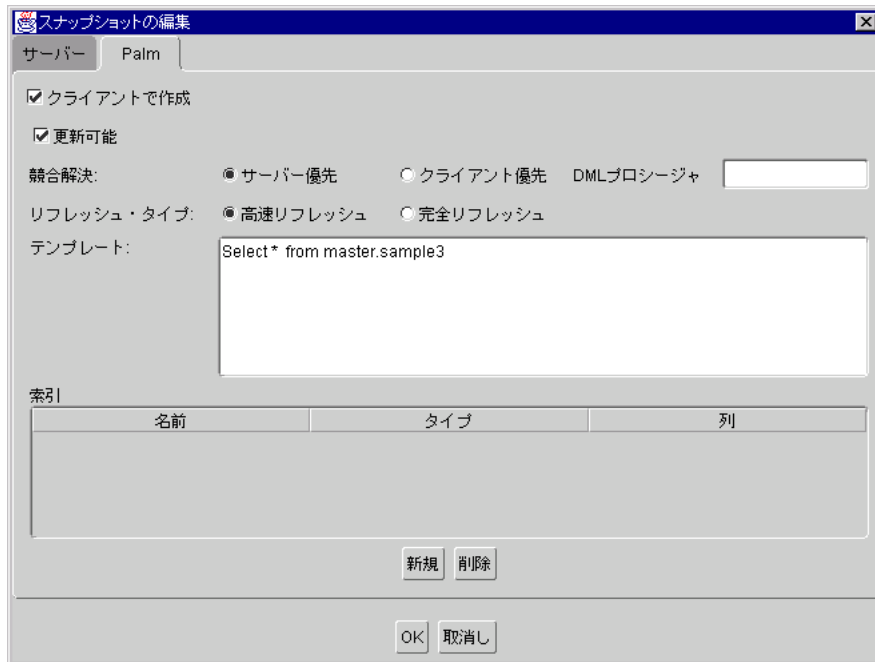 スナップショットの編集
サーバー Palm
クライアントで作成
更新可能
競合解決: サーバー優先 クライアント優先 DMLプロシージャ
リフレッシュ・タイプ: 高速リフレッシュ 完全リフレッシュ
テンプレート: Select * from master.sample3
索引
名前 タイプ 列
新規 削除
OK 取消し